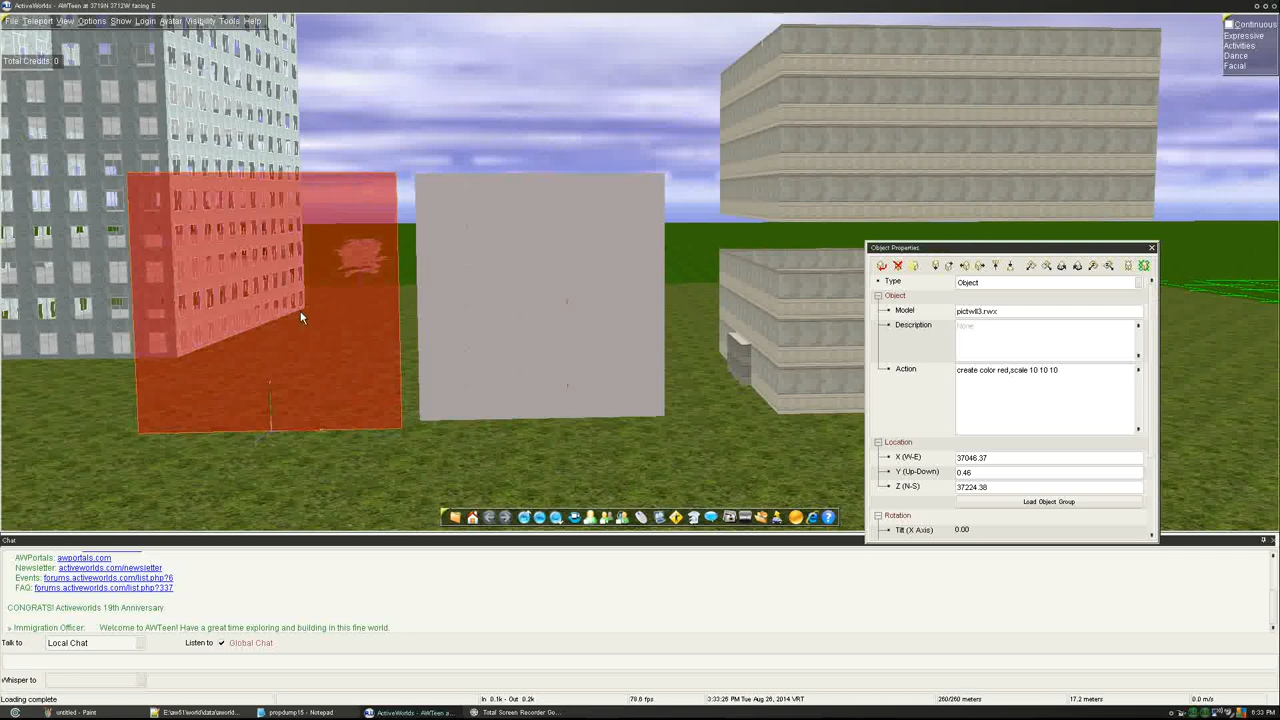 ActiveWorlds - AWTeen at 3719N 3712W facing E
File Teleport View Options Show Login Avatar Visibility Tools Help
Continuous
Expressive
Activities
Dance
Facial
Total Credits: 0
Object Properties
Type Object
Object
Model pictwll3.rwx
Description None
Action create color red,scale 10 10 10
Location
X (W-E) 37046.37
Y (Up-Down) 0.46
Z (N-S) 37224.38
Load Object Group
Rotation
Tilt (X Axis) 0.00
Chat
AWPortals: awportals.com
Newsletter: activeworlds.com/newsletter
Events: forums.activeworlds.com/list.php?6
FAQ: forums.activeworlds.com/list.php?337
CONGRATS! Activeworlds 19th Anniversary
» Immigration Officer: Welcome to AWTeen! Have a great time exploring and building in this fine world.
Talk to Local Chat Listen to ✓ Global Chat
Whisper to
Loading complete In: 0.1k - Out: 0.2k 78.6 fps 3:33:26 PM Tue Aug 26, 2014 VRT 260/260 meters 17.2 meters 0.0 m/s
untitled - Paint E:\aw51\world\data\aworld... propdump13 - Notepad ActiveWorlds - AWTeen a... Total Screen Recorder Go... 6:33 PM